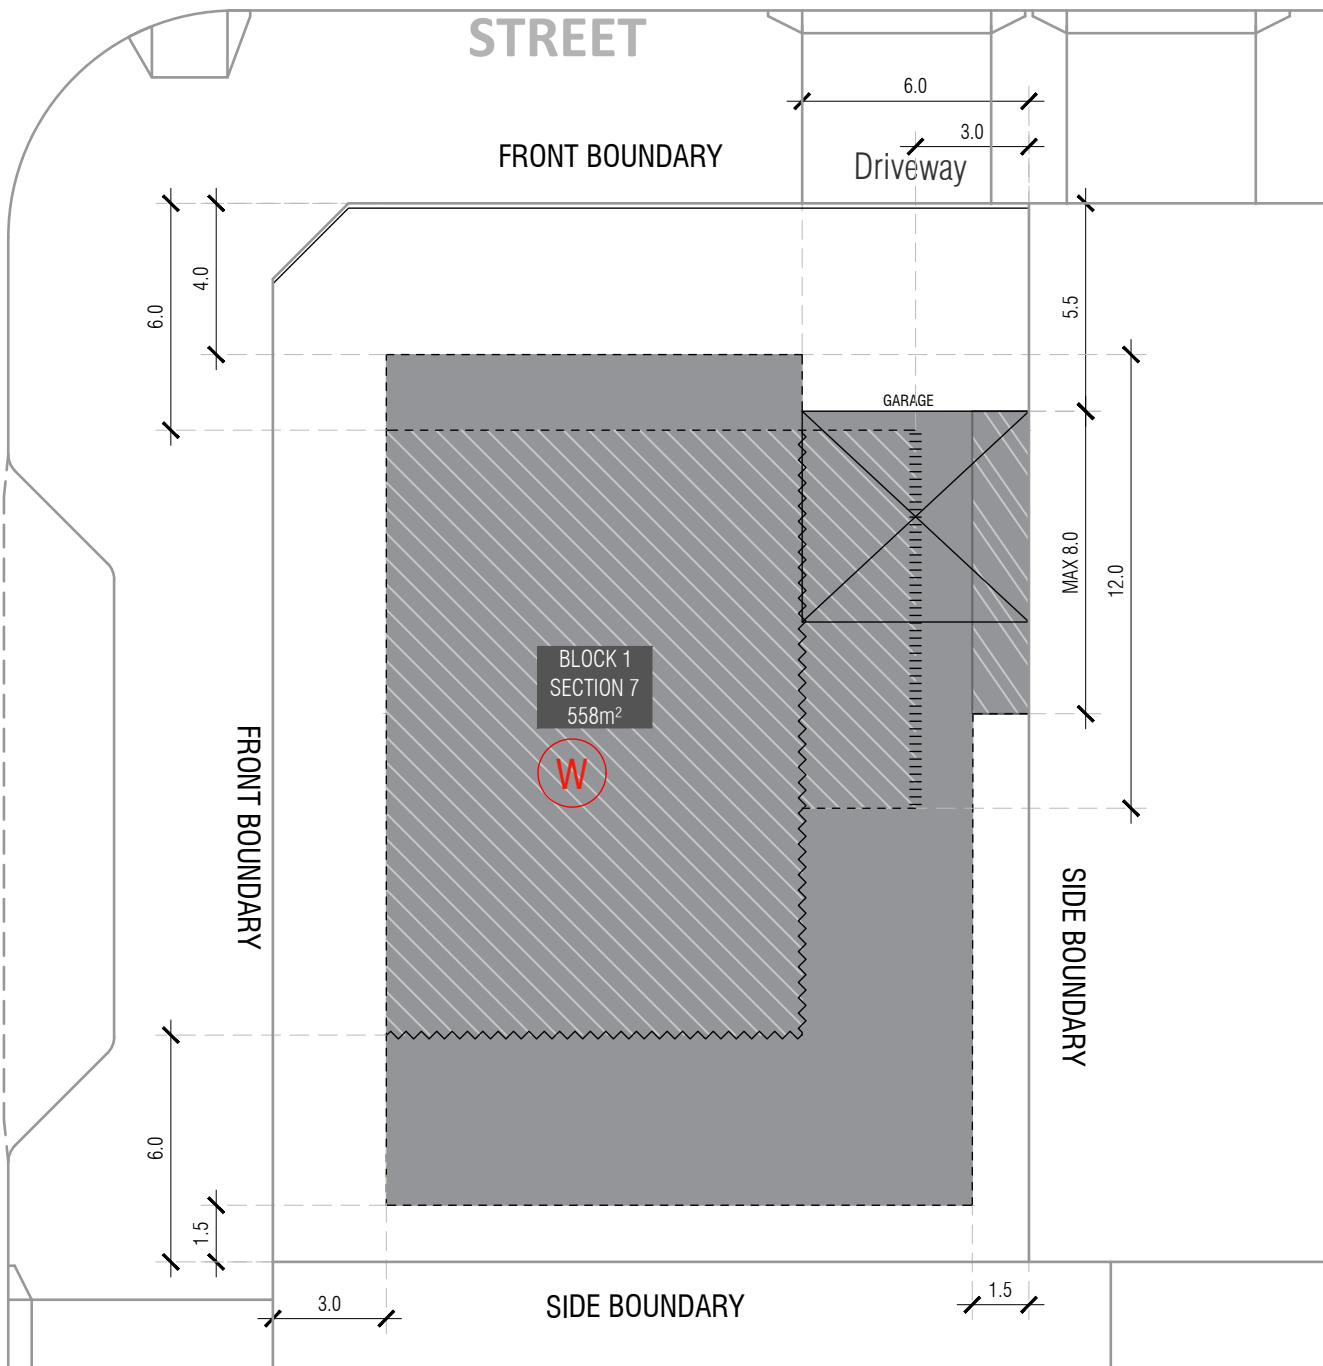 STREET
6.0
3.0
FRONT BOUNDARY
Driveway
4.0
6.0
5.5
GARAGE
MAX 8.0
12.0
BLOCK 1
SECTION 7
558m²
W
FRONT BOUNDARY
SIDE BOUNDARY
6.0
1.5
3.0
SIDE BOUNDARY
1.5